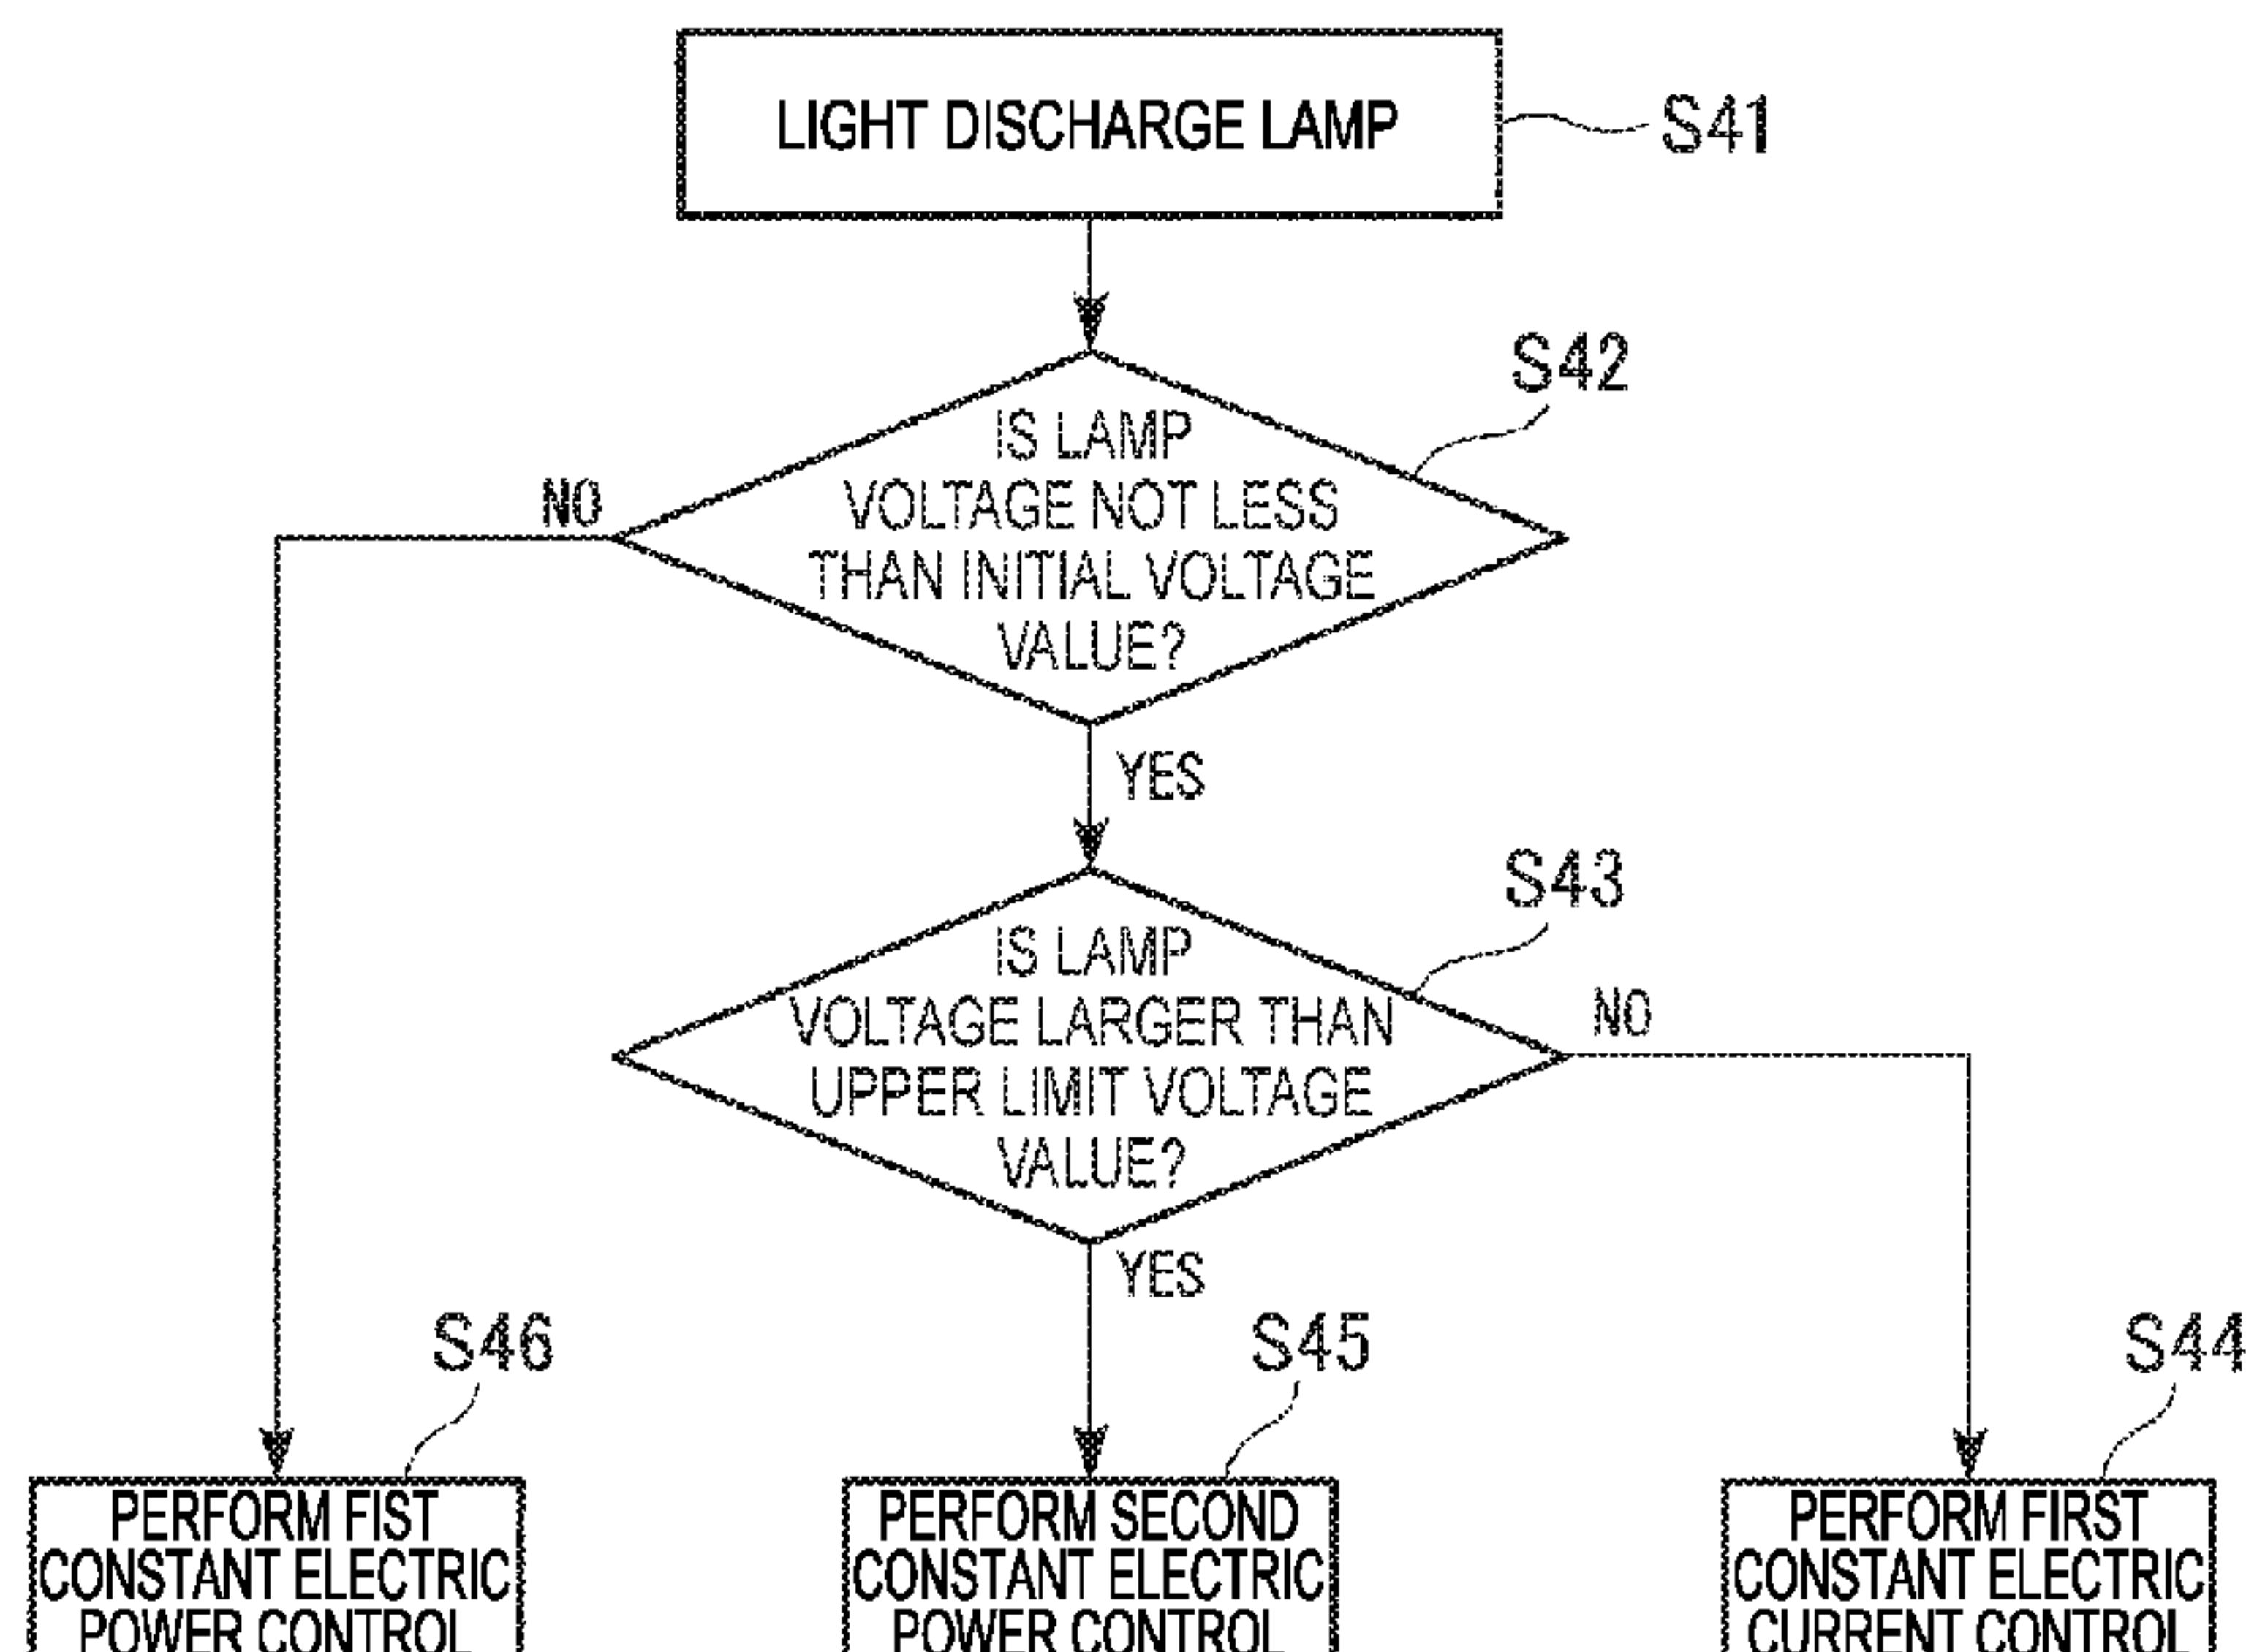 LIGHT DISCHARGE LAMP
S41
S42
IS LAMP
VOLTAGE NOT LESS
THAN INITIAL VOLTAGE
VALUE?
NO
YES
S43
IS LAMP
VOLTAGE LARGER THAN
UPPER LIMIT VOLTAGE
VALUE?
NO
YES
S46
S45
S44
PERFORM FIST
CONSTANT ELECTRIC
POWER CONTROL
PERFORM SECOND
CONSTANT ELECTRIC
POWER CONTROL
PERFORM FIRST
CONSTANT ELECTRIC
CURRENT CONTROL